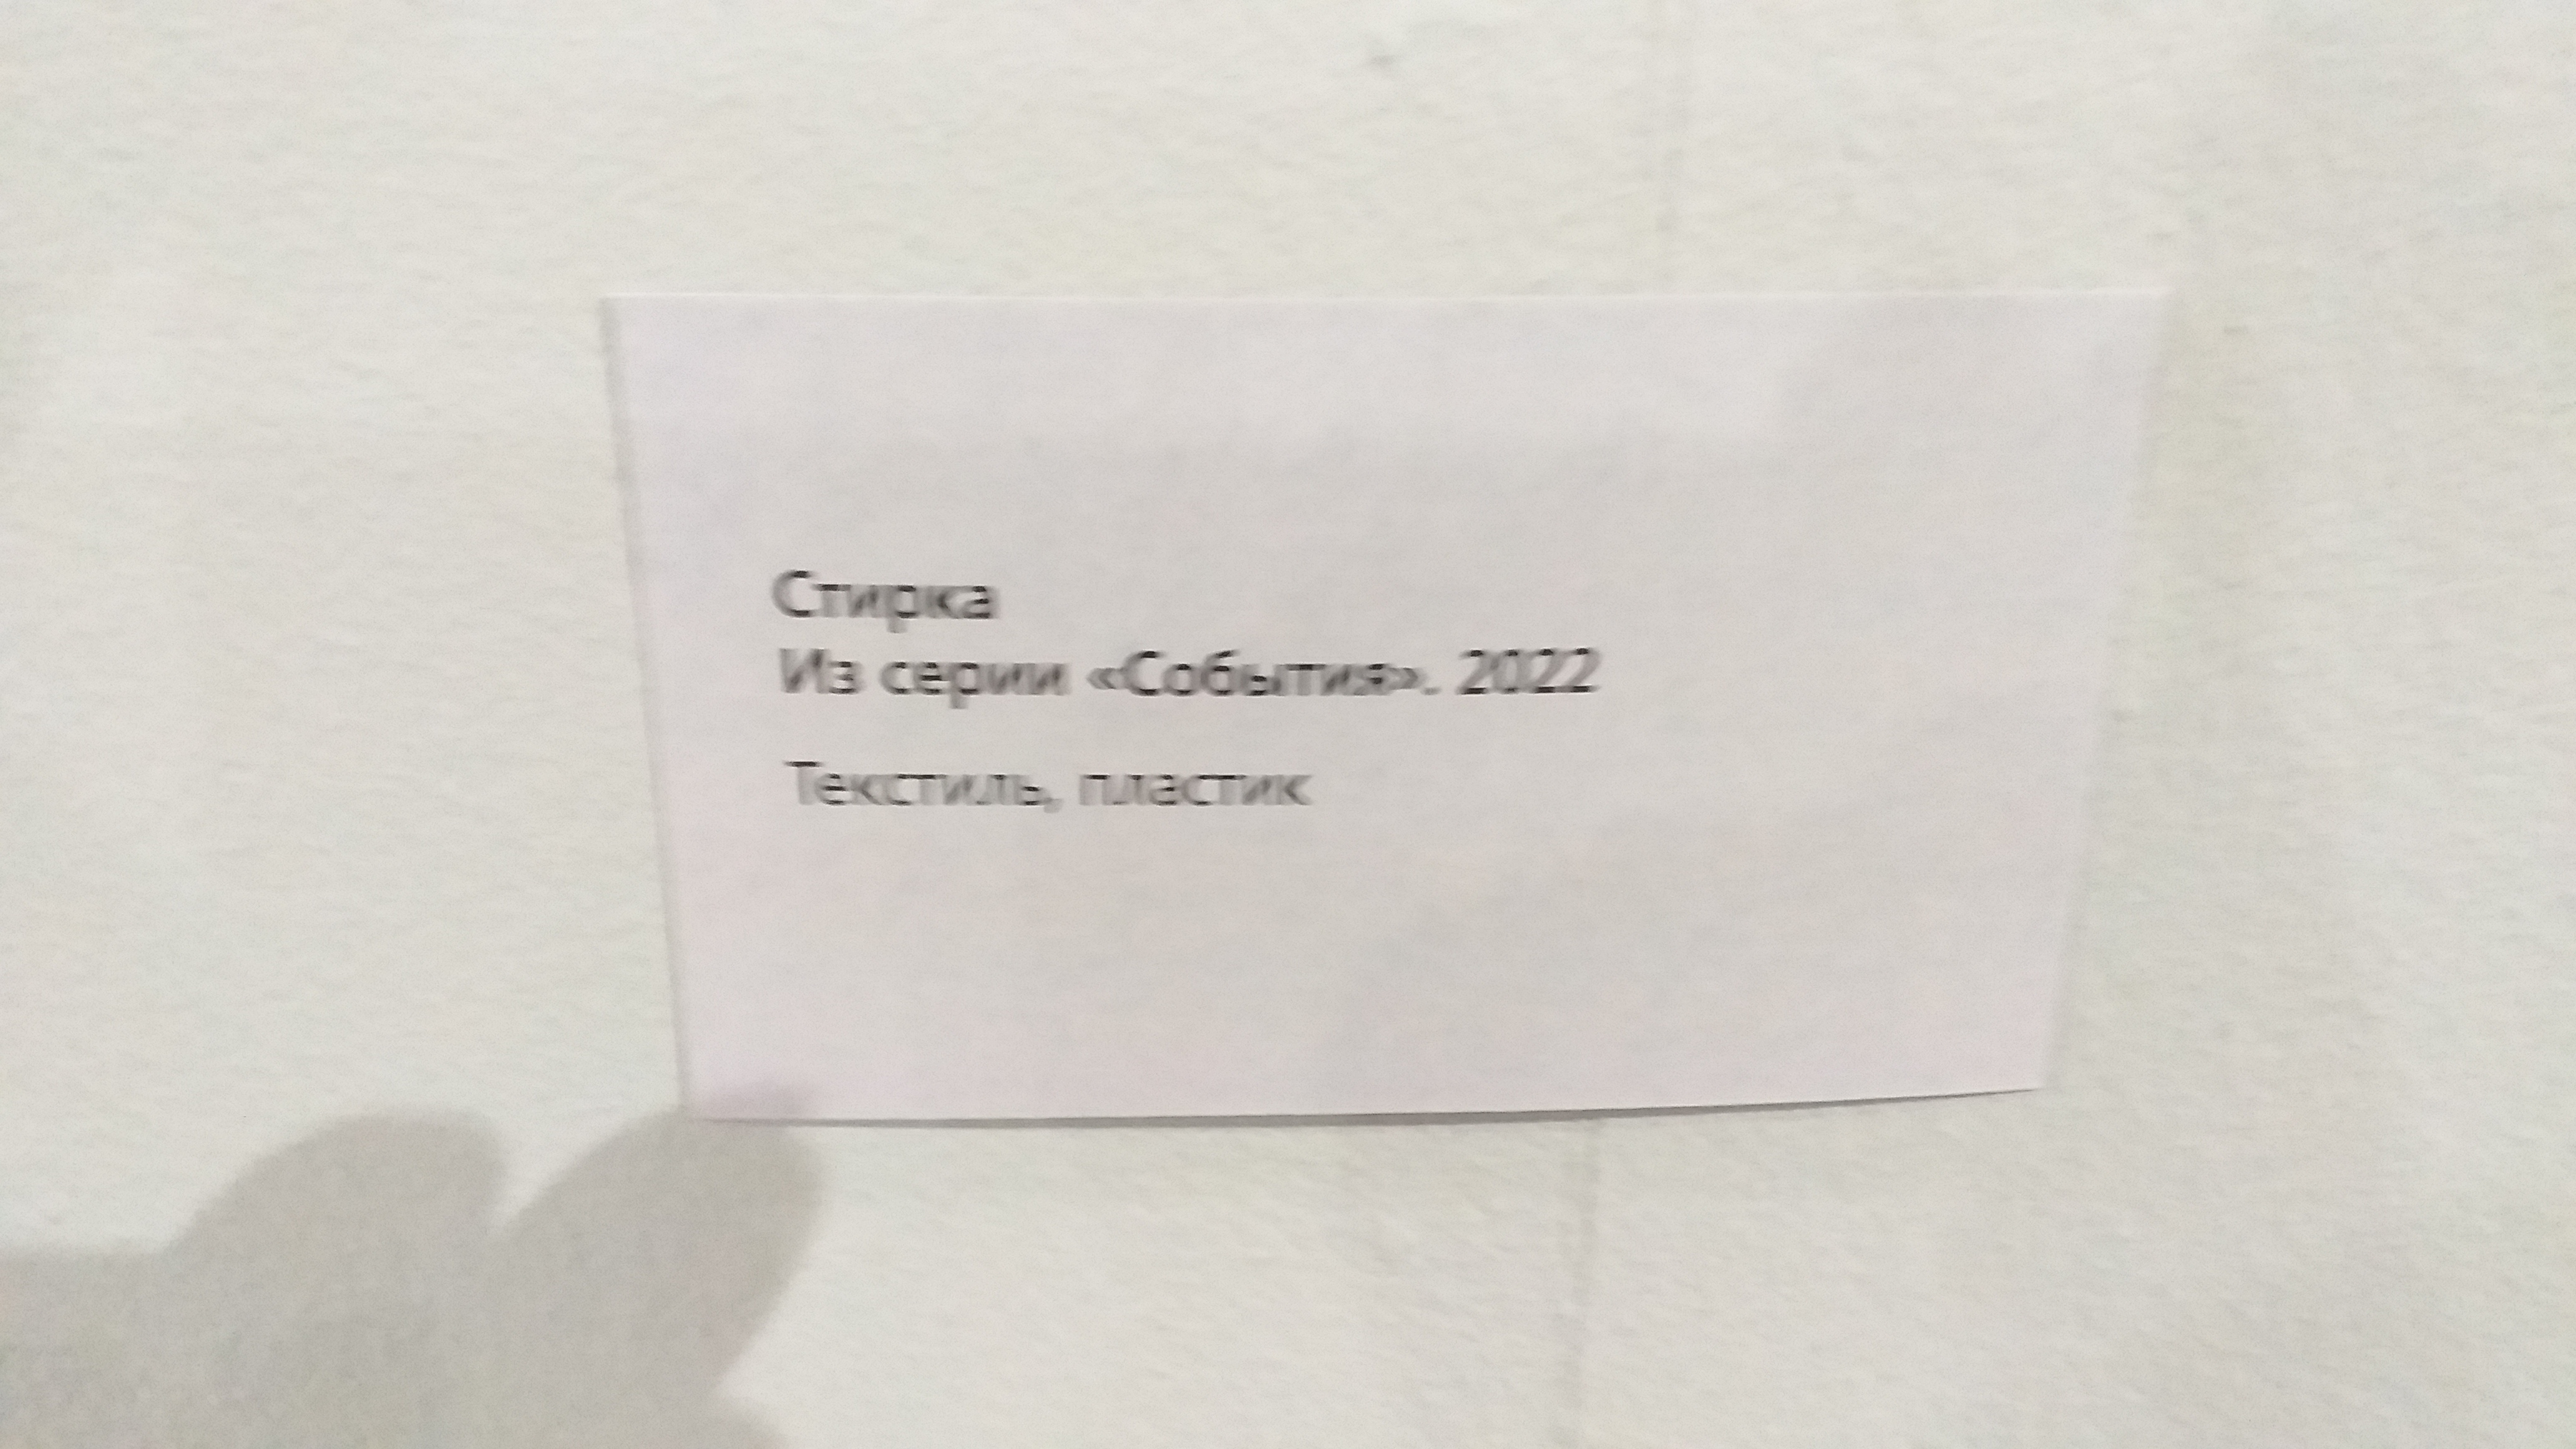 Стирка
Из серии «События». 2022
Текстиль, пластик